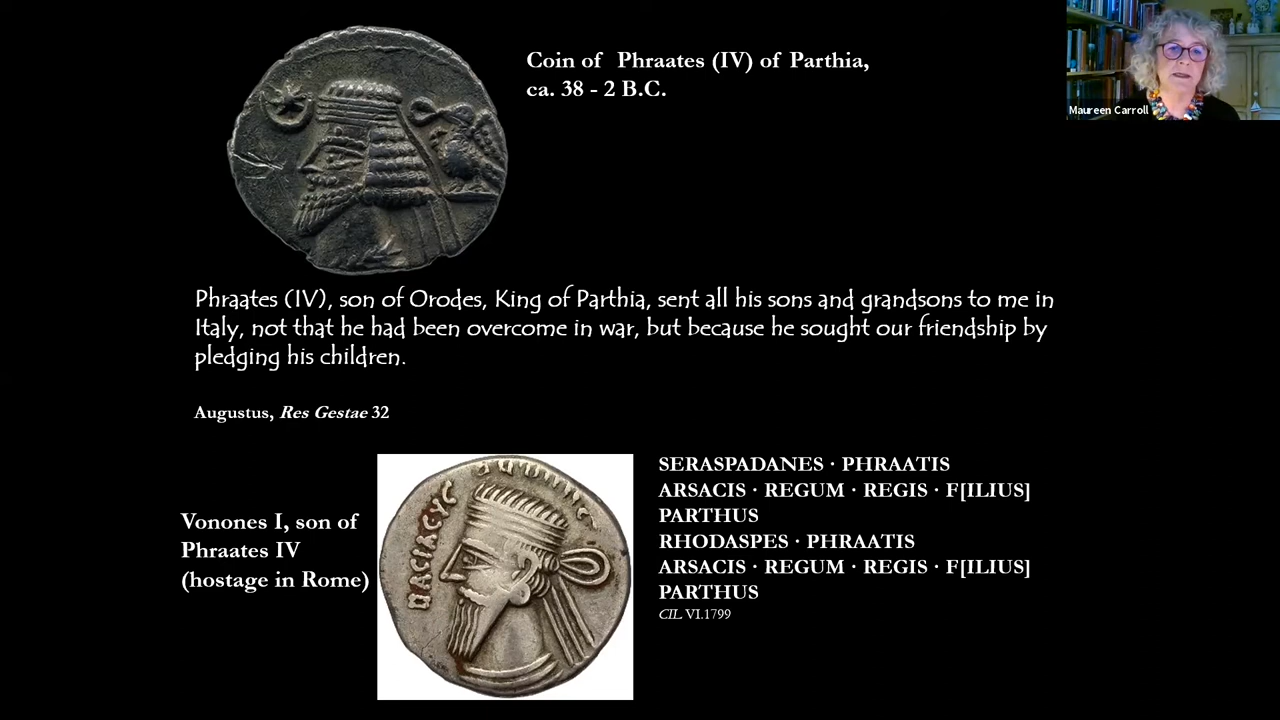 Coin of Phraates (IV) of Parthia,
ca. 38 - 2 B.C.
Maureen Carroll
Phraates (IV), son of Orodes, King of Parthia, sent all his sons and grandsons to me in
Italy, not that he had been overcome in war, but because he sought our friendship by
pledging his children.
Augustus, Res Gestae 32
Vonones I, son of
Phraates IV
(hostage in Rome)
SERASPADANES · PHRAATIS
ARSACIS · REGUM · REGIS · F[ILIUS]
PARTHUS
RHODASPES · PHRAATIS
ARSACIS · REGUM · REGIS · F[ILIUS]
PARTHUS
CIL VI.1799